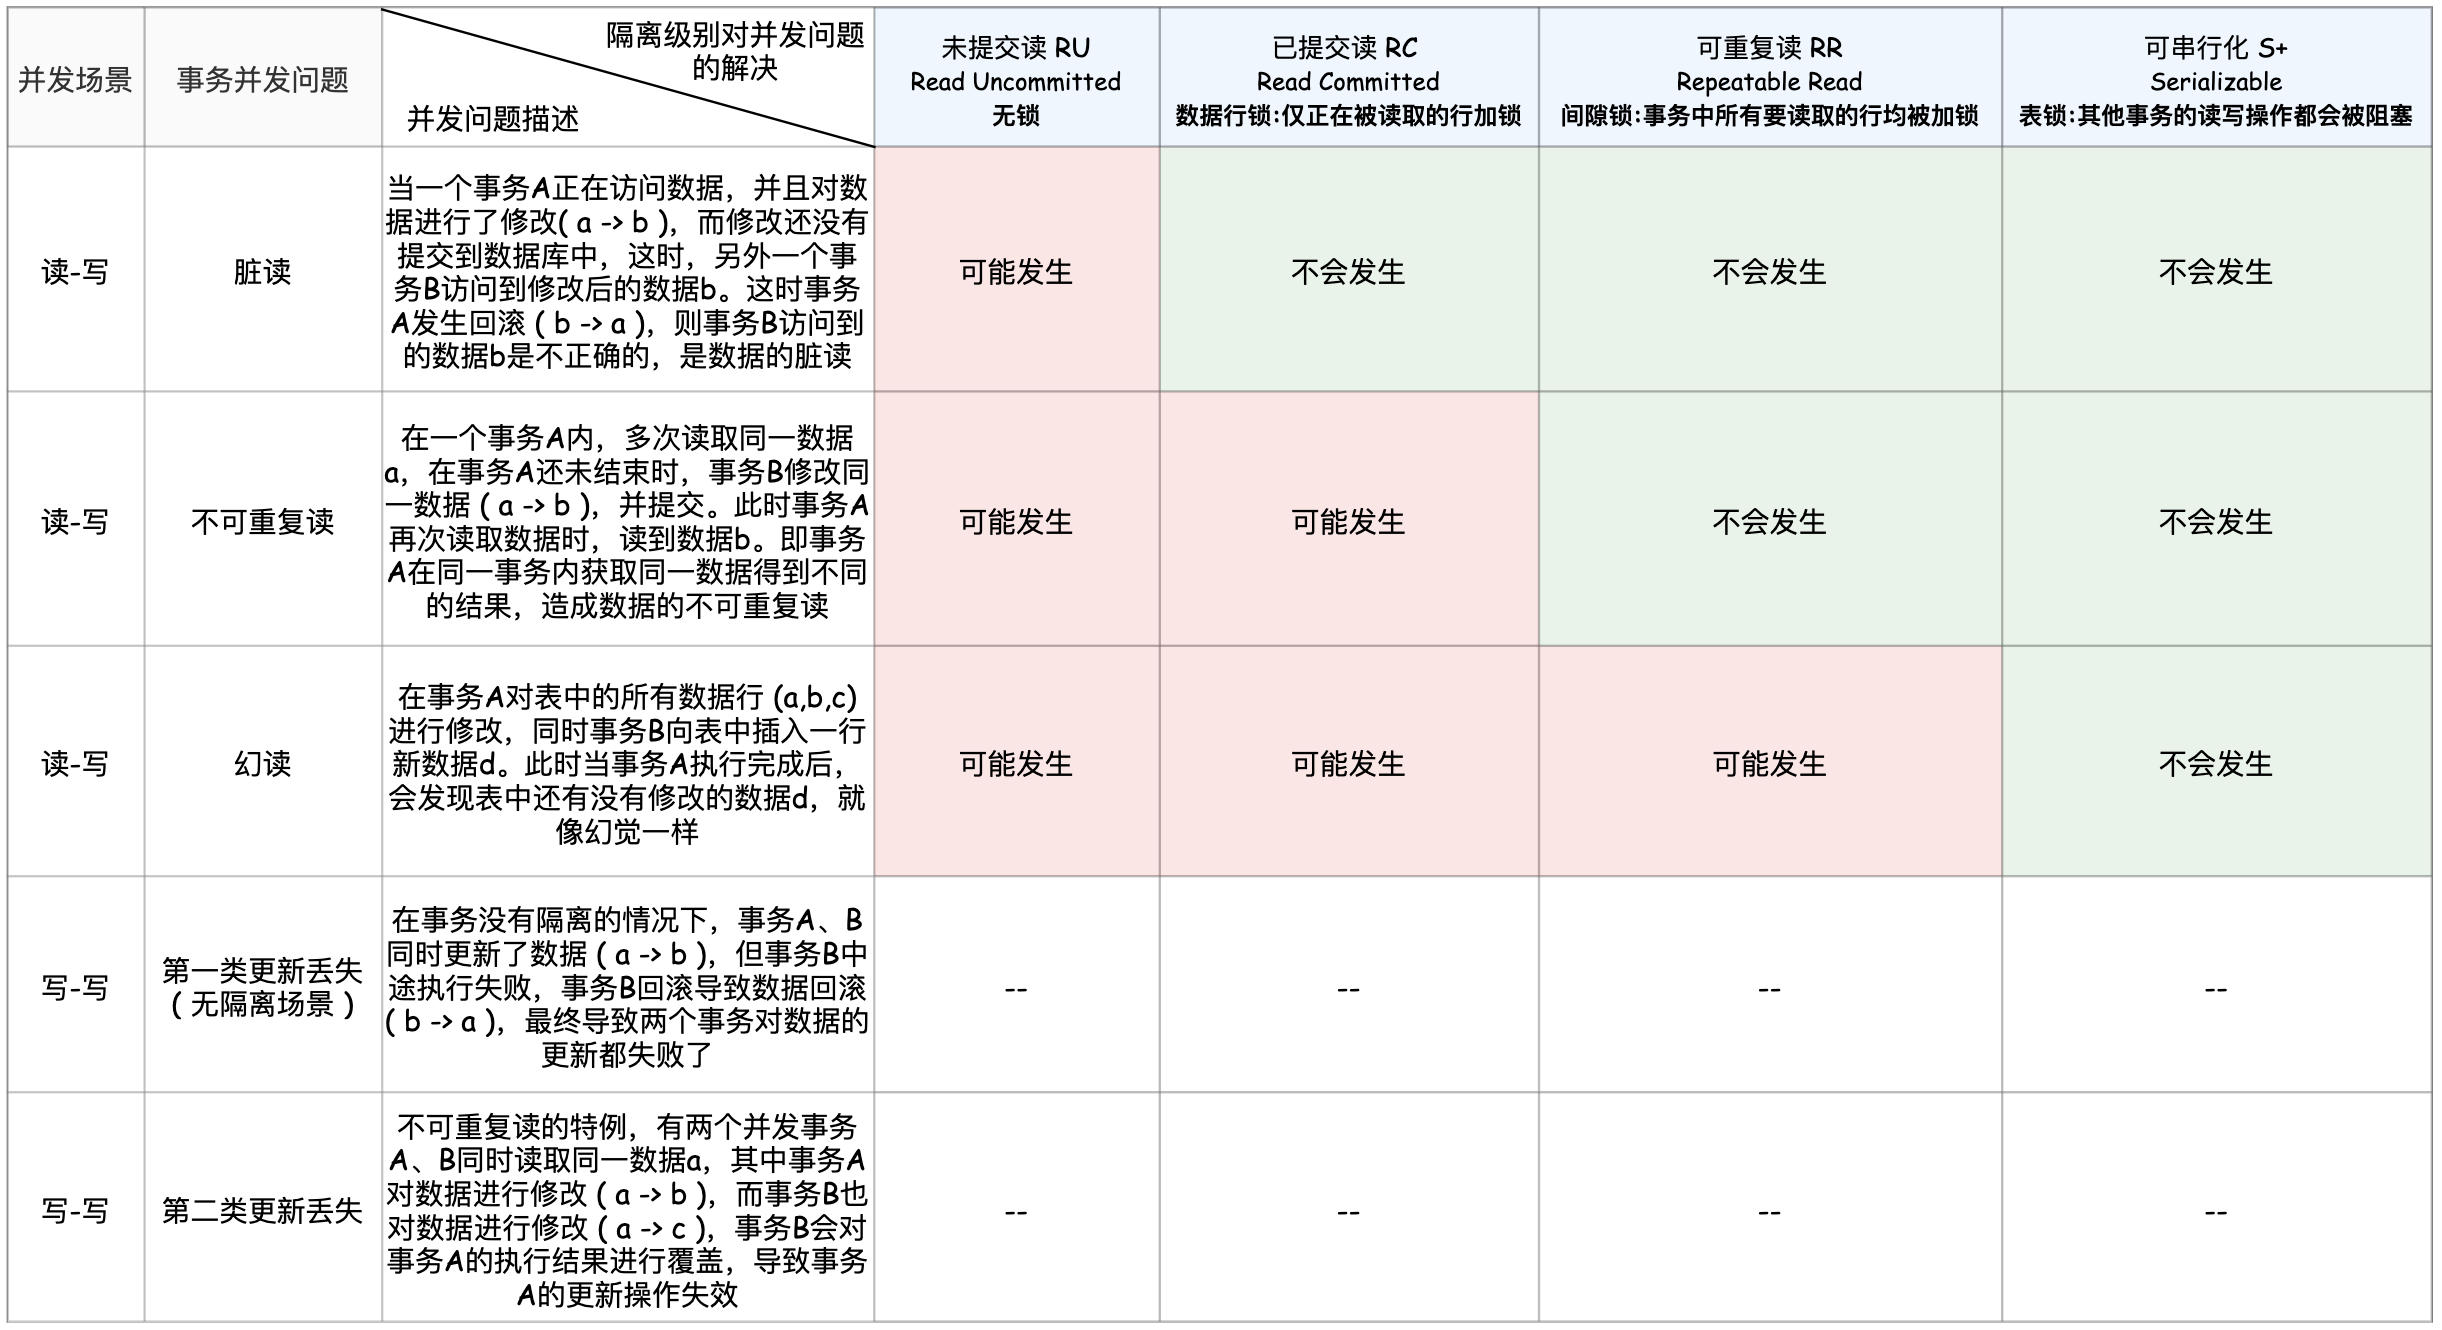 并发场景
事务并发问题
隔离级别对并发问题
的解决
并发问题描述
未提交读 RU
Read Uncommitted
无锁
已提交读 RC
Read Committed
数据行锁:仅正在被读取的行加锁
可重复读 RR
Repeatable Read
间隙锁:事务中所有要读取的行均被加锁
可串行化 S+
Serializable
表锁:其他事务的读写操作都会被阻塞
读-写
脏读
当一个事务A正在访问数据，并且对数
据进行了修改( a -> b )，而修改还没有
提交到数据库中，这时，另外一个事
务B访问到修改后的数据b。这时事务
A发生回滚 ( b -> a )，则事务B访问到
的数据b是不正确的，是数据的脏读
可能发生
不会发生
不会发生
不会发生
读-写
不可重复读
在一个事务A内，多次读取同一数据
a，在事务A还未结束时，事务B修改同
一数据 ( a -> b )，并提交。此时事务A
再次读取数据时，读到数据b。即事务
A在同一事务内获取同一数据得到不同
的结果，造成数据的不可重复读
可能发生
可能发生
不会发生
不会发生
读-写
幻读
在事务A对表中的所有数据行 (a,b,c)
进行修改，同时事务B向表中插入一行
新数据d。此时当事务A执行完成后，
会发现表中还有没有修改的数据d，就
像幻觉一样
可能发生
可能发生
可能发生
不会发生
写-写
第一类更新丢失
( 无隔离场景 )
在事务没有隔离的情况下，事务A、B
同时更新了数据 ( a -> b )，但事务B中
途执行失败，事务B回滚导致数据回滚
( b -> a )，最终导致两个事务对数据的
更新都失败了
--
--
--
--
写-写
第二类更新丢失
不可重复读的特例，有两个并发事务
A、B同时读取同一数据a，其中事务A
对数据进行修改 ( a -> b )，而事务B也
对数据进行修改 ( a -> c )，事务B会对
事务A的执行结果进行覆盖，导致事务
A的更新操作失效
--
--
--
--